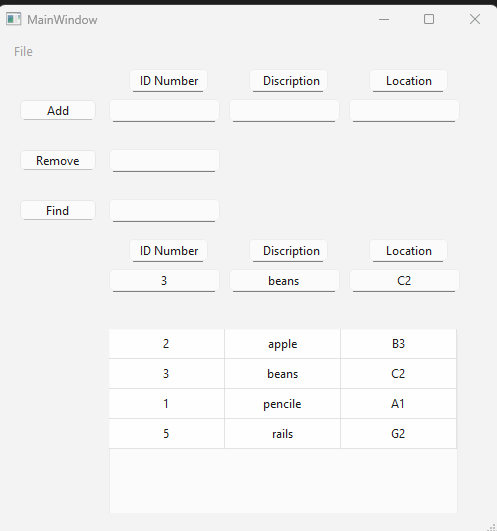 MainWindow
File
ID Number Discription Location
Add
Remove
Find
ID Number Discription Location
3 beans C2
2 apple B3
3 beans C2
1 pencile A1
5 rails G2